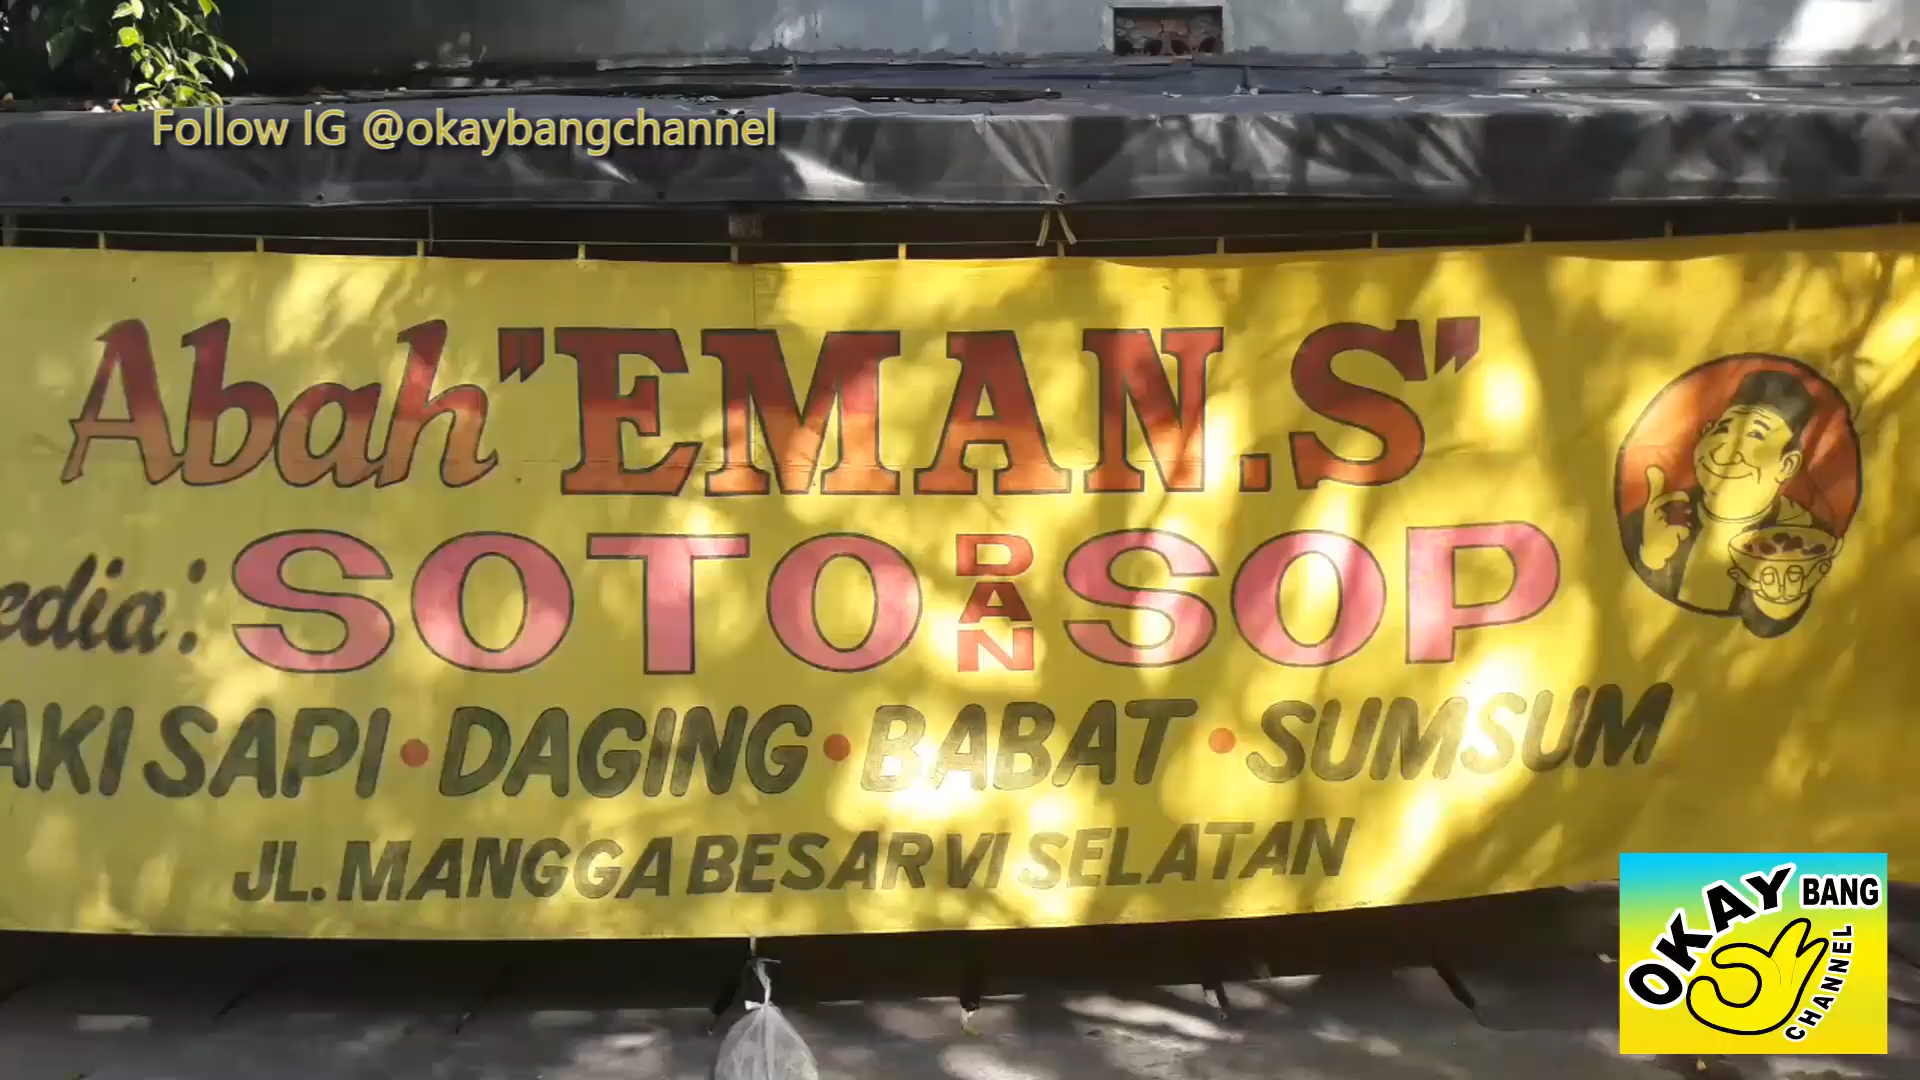 Follow IG @okaybangchannel
Abah "EMAN.S"
edia: SOTO DAN SOP
AKI SAPI • DAGING • BABAT • SUMSUM
JL. MANGGA BESAR VI SELATAN
OKAY BANG
CHANNEL